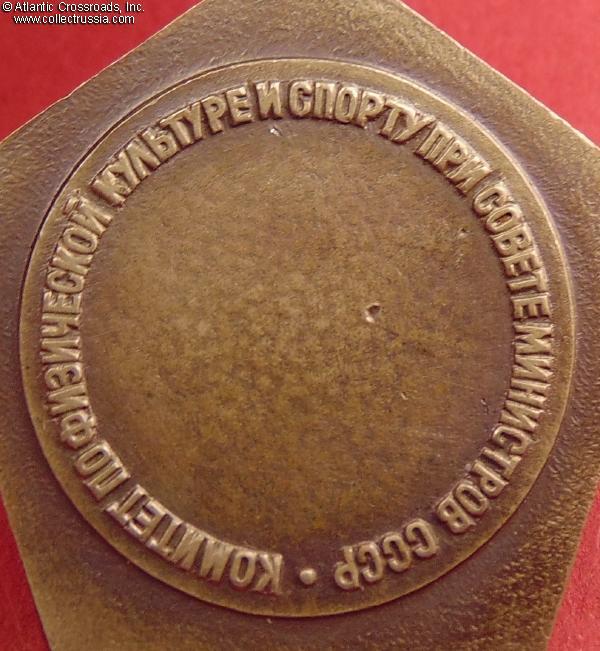 © Atlantic Crossroads, Inc.
www.collectrussia.com
КОМИТЕТ ПО ФИЗИЧЕСКОЙ КУЛЬТУРЕ И СПОРТУ ПРИ СОВЕТЕ МИНИСТРОВ СССР •